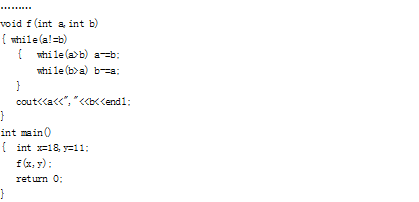 ………
void f(int a,int b)
{ while(a!=b)
{ while(a>b) a-=b;
while(b>a) b-=a;
}
cout<<a<<","<<b<<endl;
}
int main()
{ int x=18,y=11;
f(x,y);
return 0;
}